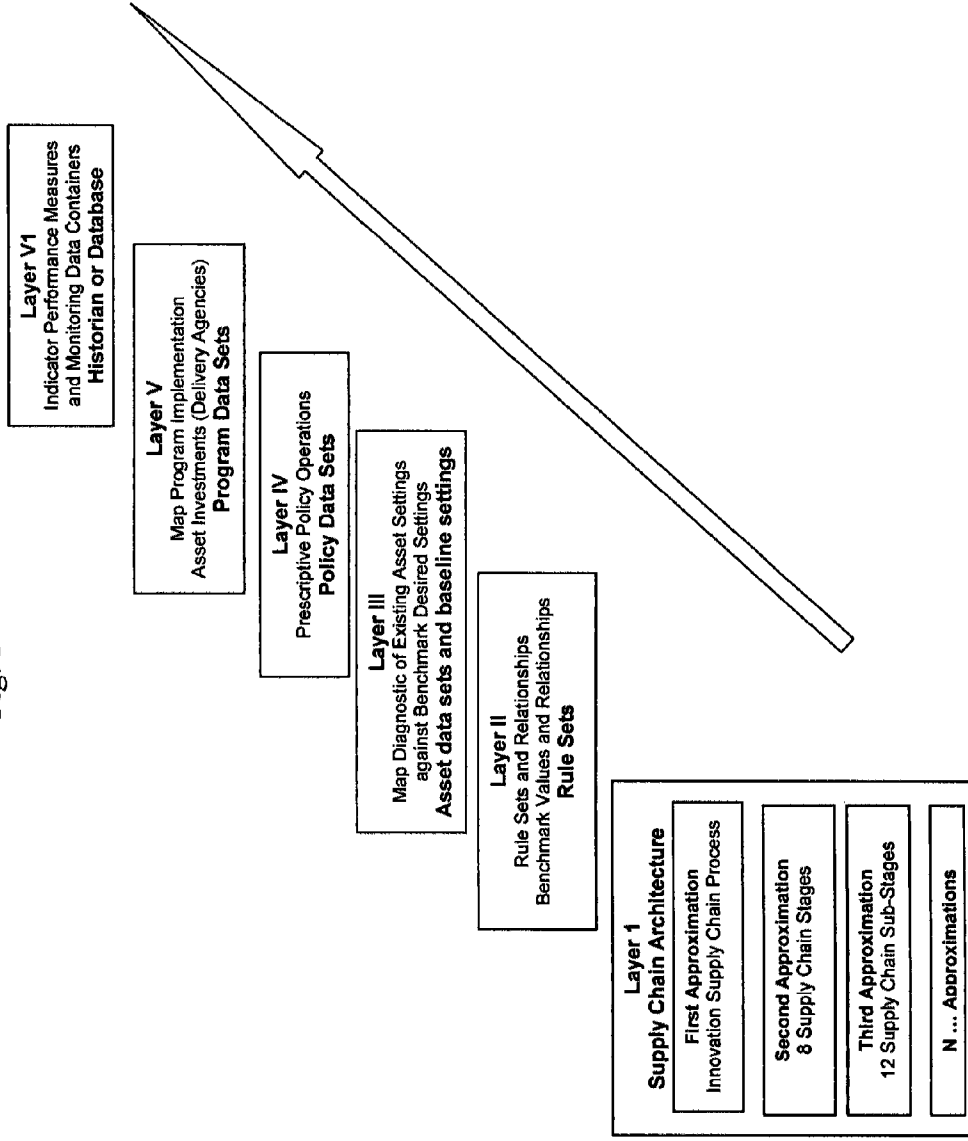 Layer V1
Indicator Performance Measures
and Monitoring Data Containers
Historian or Database
Layer V
Map Program Implementation
Asset Investments (Delivery Agencies)
Program Data Sets
Layer IV
Prescriptive Policy Operations
Policy Data Sets
Layer III
Map Diagnostic of Existing Asset Settings
against Benchmark Desired Settings
Asset data sets and baseline settings
Layer II
Rule Sets and Relationships
Benchmark Values and Relationships
Rule Sets
Layer 1
Supply Chain Architecture
First Approximation
Innovation Supply Chain Process
Second Approximation
8 Supply Chain Stages
Third Approximation
12 Supply Chain Sub-Stages
N ... Approximations